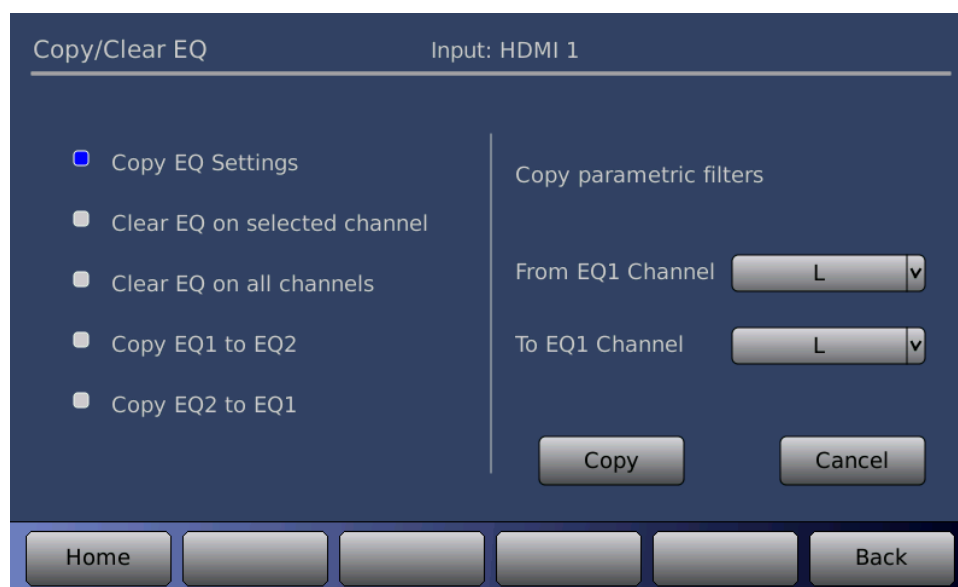 Copy/Clear EQ
Input: HDMI 1
Copy EQ Settings
Clear EQ on selected channel
Clear EQ on all channels
Copy EQ1 to EQ2
Copy EQ2 to EQ1
Copy parametric filters
From EQ1 Channel L
To EQ1 Channel L
Copy
Cancel
Home
Back